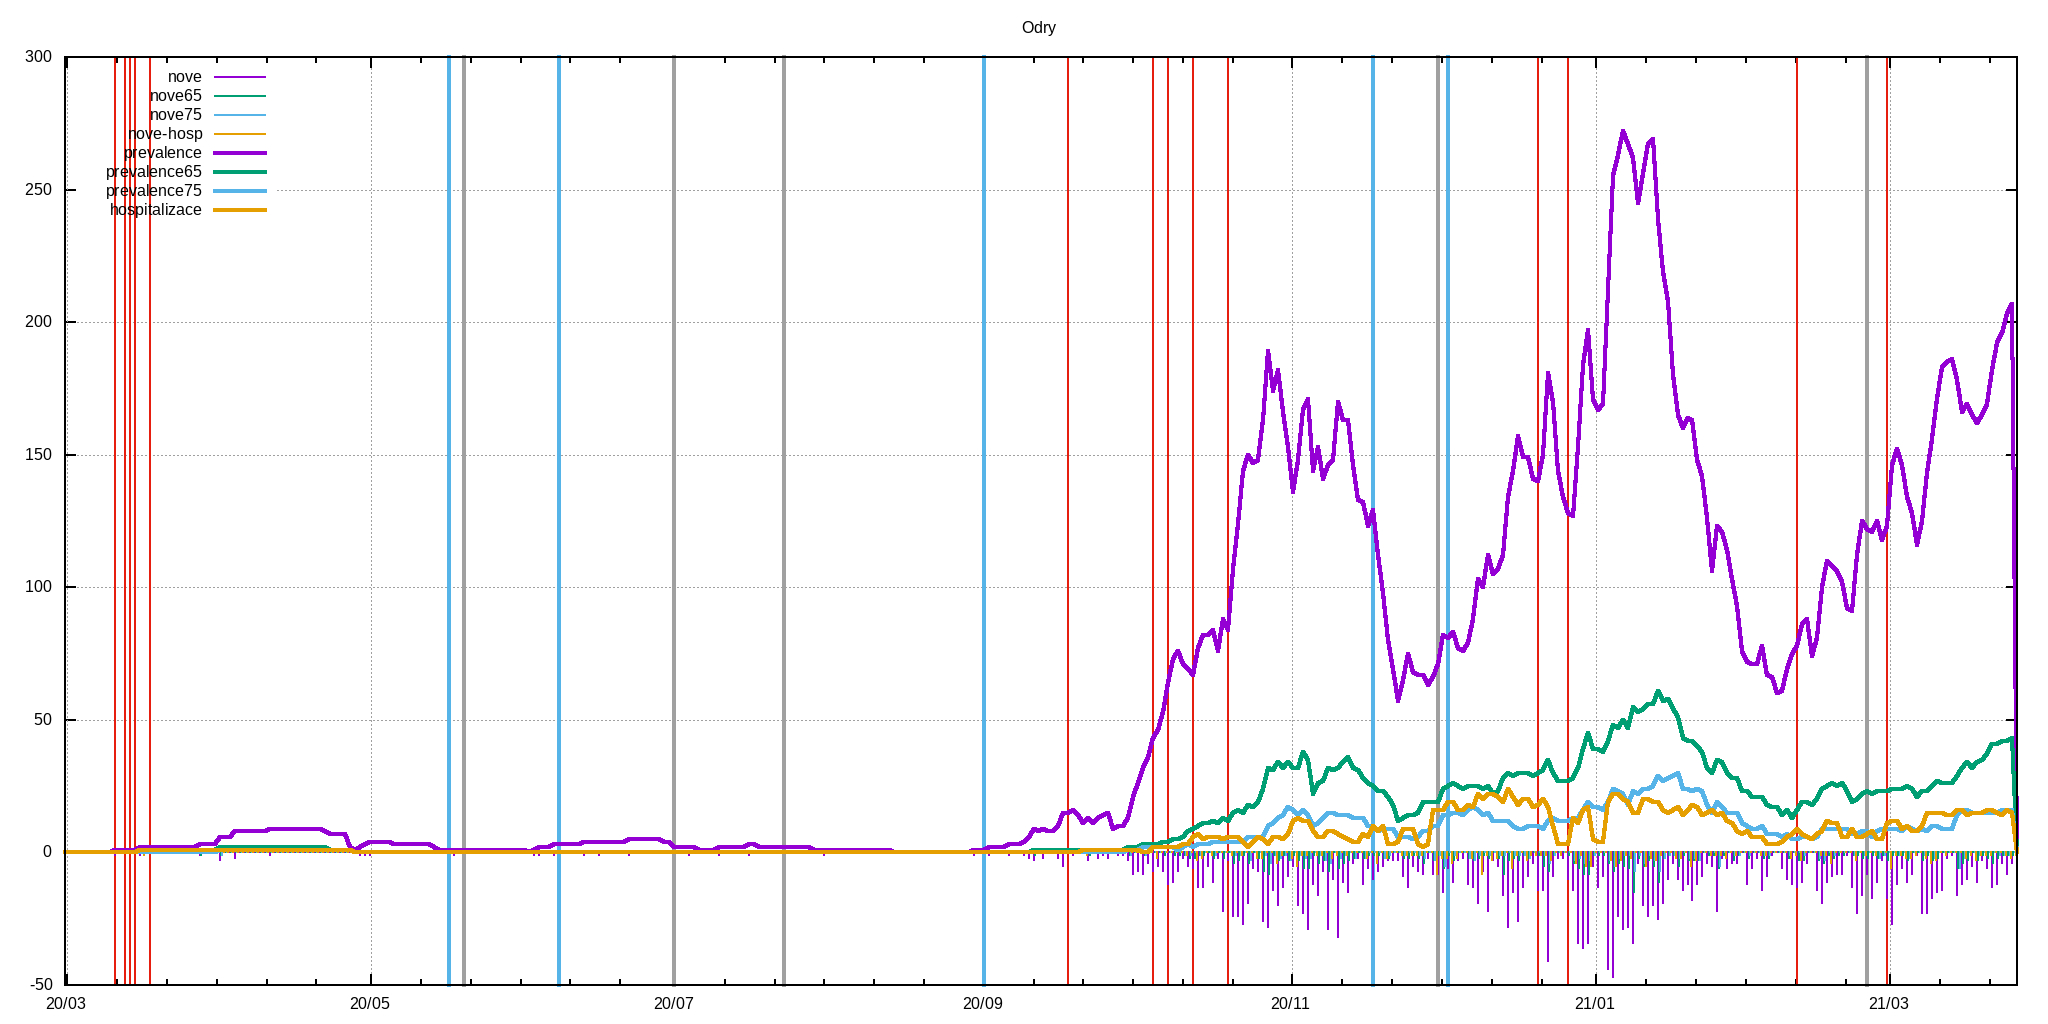 Odry
300
nove
nove65
nove75
nove-hosp
prevalence
prevalence65
prevalence75
hospitalizace
250
200
150
100
50
0
-50
20/03 20/05 20/07 20/09 20/11 21/01 21/03